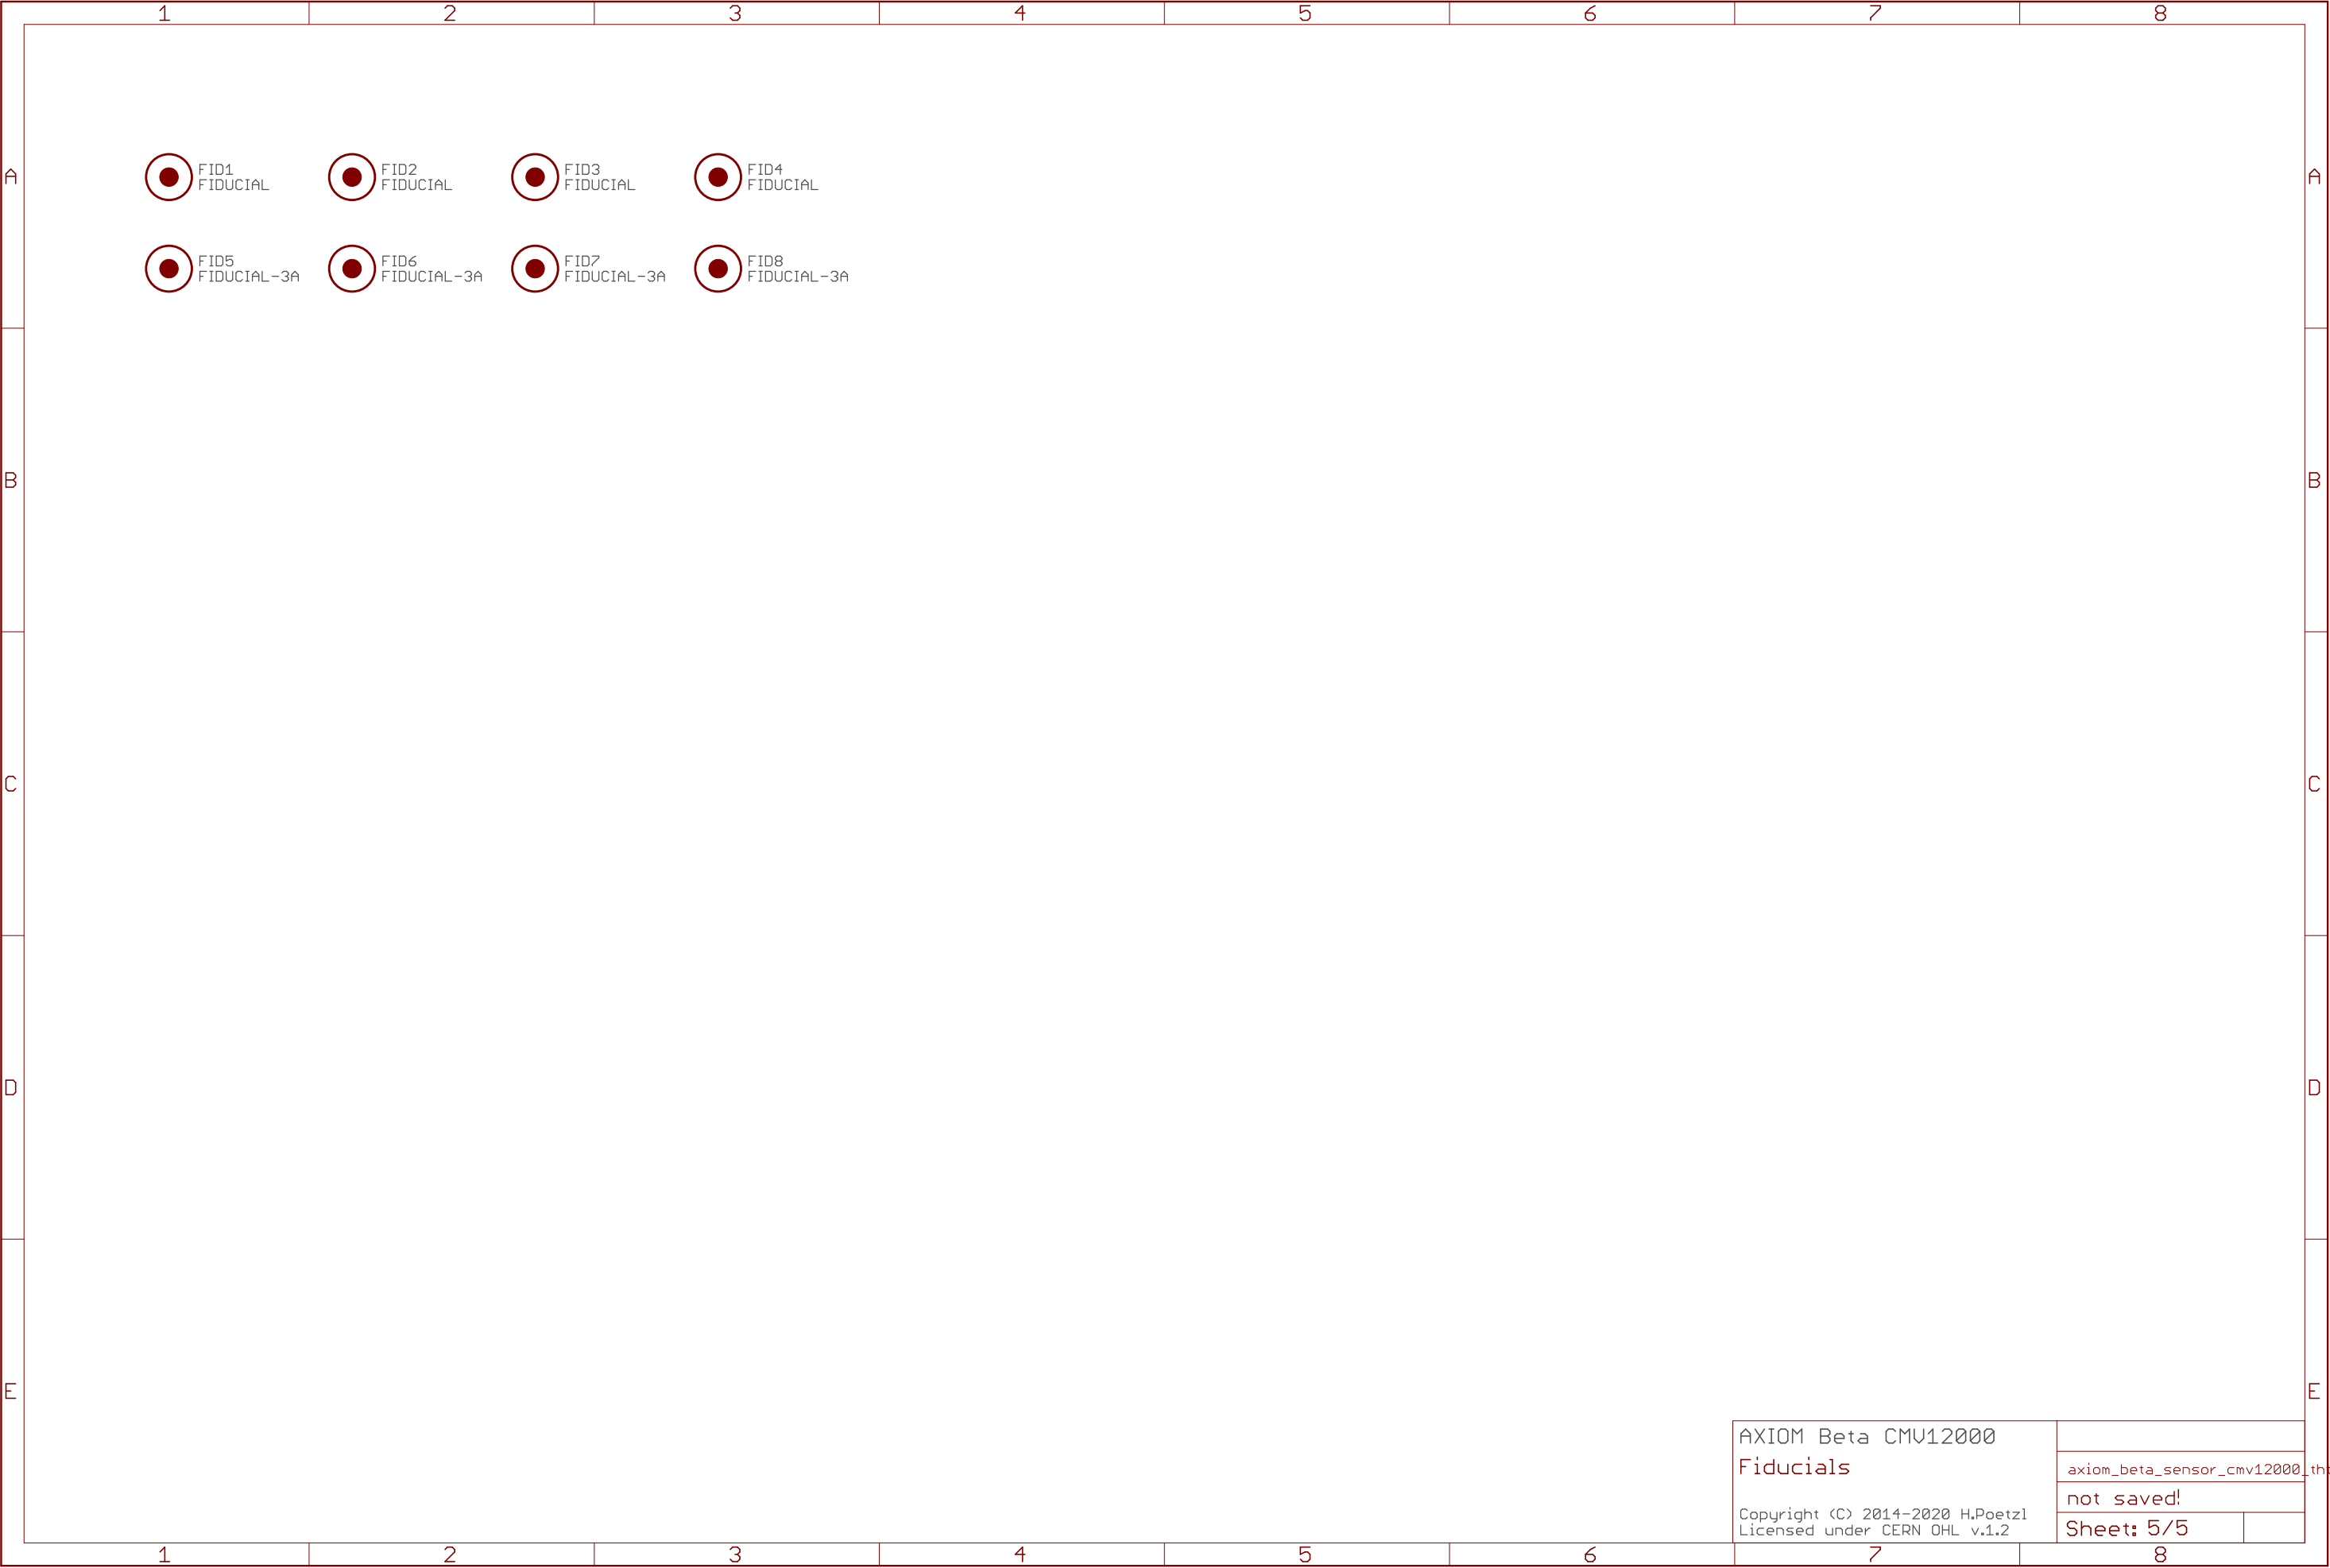 1 2 3 4 5 6 7 8
A A
FID1 FID2 FID3 FID4
FIDUCIAL FIDUCIAL FIDUCIAL FIDUCIAL
FID5 FID6 FID7 FID8
FIDUCIAL-3A FIDUCIAL-3A FIDUCIAL-3A FIDUCIAL-3A
B B
C C
D D
E E
AXIOM Beta CMV12000
Fiducials
Copyright (C) 2014-2020 H.Poetzl
Licensed under CERN OHL v.1.2
axiom_beta_sensor_cmv12000_th
not saved!
Sheet: 5/5
1 2 3 4 5 6 7 8